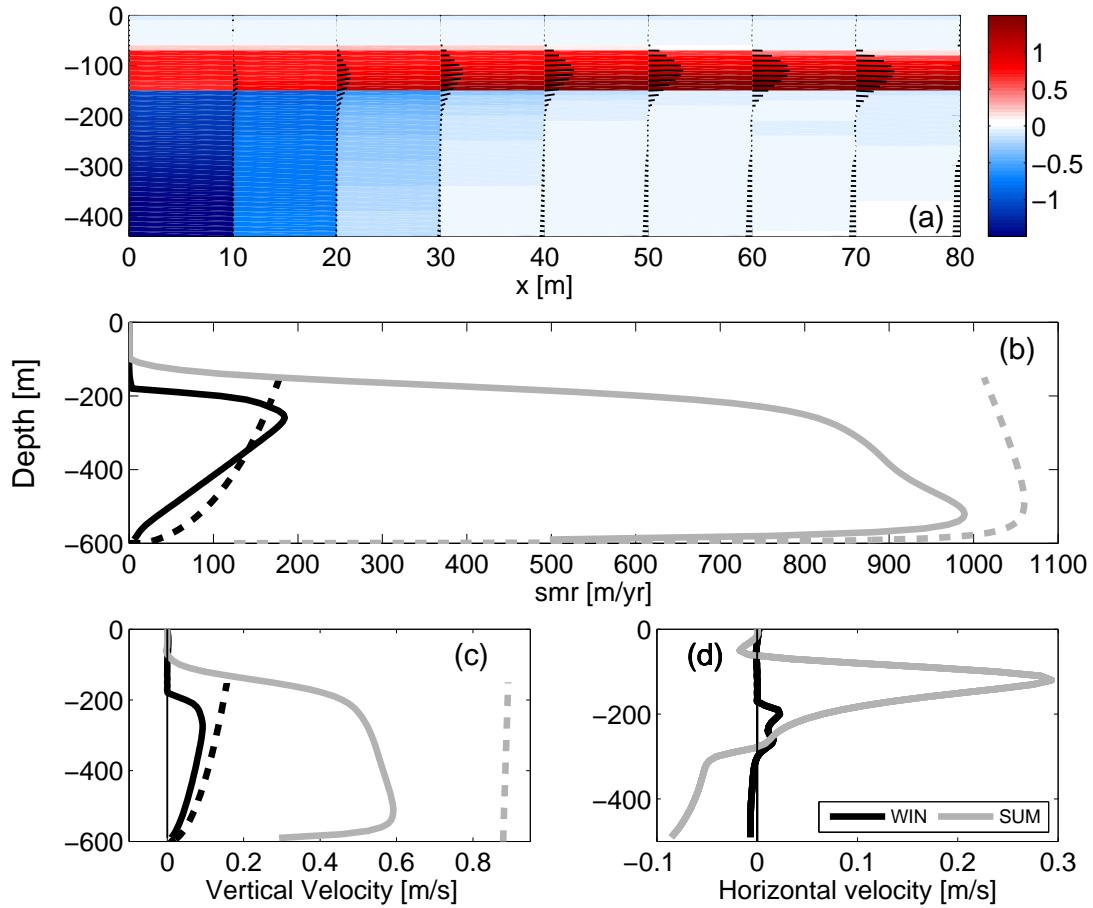 0
−100
−200
−300
−400
0 10 20 30 40 50 60 70 80
x [m]
(a)
1
0.5
0
−0.5
−1
Depth [m]
0
−200
−400
−600
0 100 200 300 400 500 600 700 800 900 1000 1100
smr [m/yr]
(b)
0
−200
−400
−600
0 0.2 0.4 0.6 0.8
Vertical Velocity [m/s]
(c)
0
−200
−400
−0.1 0 0.1 0.2 0.3
Horizontal velocity [m/s]
(d)
WIN SUM